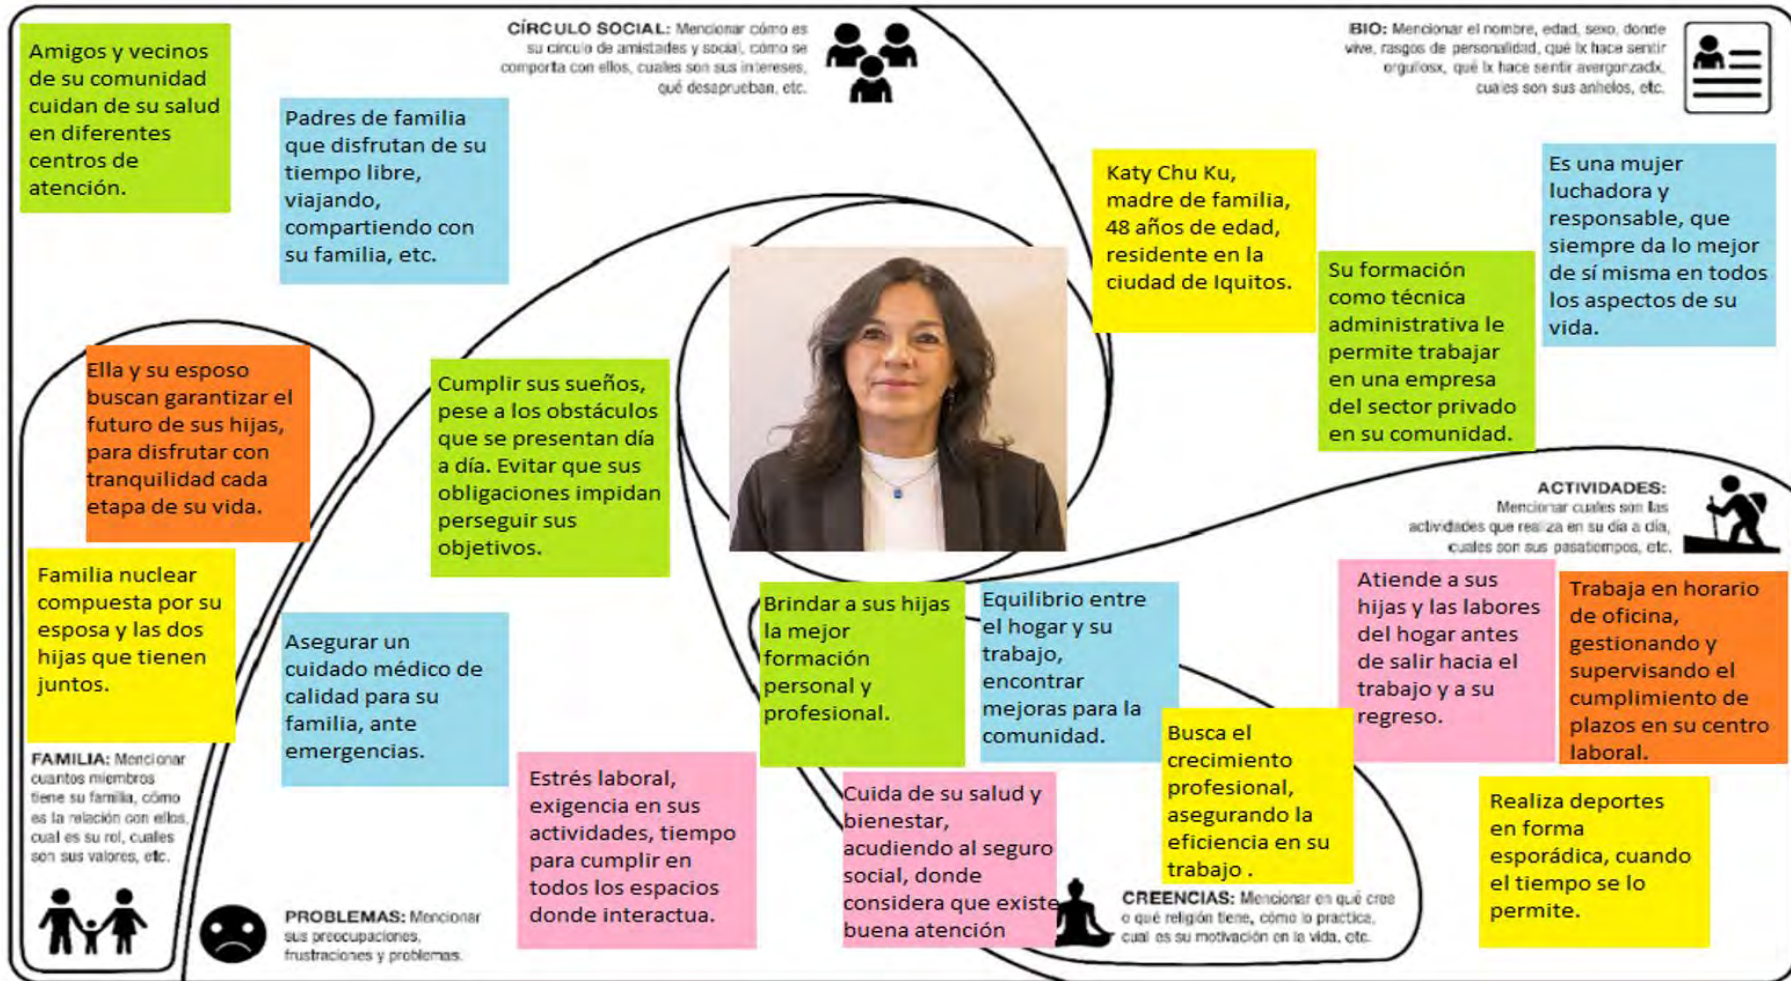 CÍRCULO SOCIAL: Mencionar cómo es
su círculo de amistades y social, cómo se
comporta con ellos, cuales son sus intereses,
qué desaprueban, etc.
BIO: Mencionar el nombre, edad, sexo, donde
vive, rasgos de personalidad, qué lx hace sentir
orgullosx, qué lx hace sentir avergonzadx,
cuales son sus anhelos, etc.
Amigos y vecinos
de su comunidad
cuidan de su salud
en diferentes
centros de
atención.
Padres de familia
que disfrutan de su
tiempo libre,
viajando,
compartiendo con
su familia, etc.
Katy Chu Ku,
madre de familia,
48 años de edad,
residente en la
ciudad de Iquitos.
Su formación
como técnica
administrativa le
permite trabajar
en una empresa
del sector privado
en su comunidad.
Es una mujer
luchadora y
responsable, que
siempre da lo mejor
de sí misma en todos
los aspectos de su
vida.
Ella y su esposo
buscan garantizar el
futuro de sus hijas,
para disfrutar con
tranquilidad cada
etapa de su vida.
Familia nuclear
compuesta por su
esposa y las dos
hijas que tienen
juntos.
FAMILIA: Mencionar
cuantos miembros
tiene su familia, cómo
es la relación con ellos,
cual es su rol, cuales
son sus valores, etc.
Cumplir sus sueños,
pese a los obstáculos
que se presentan día
a día. Evitar que sus
obligaciones impidan
perseguir sus
objetivos.
Asegurar un
cuidado médico de
calidad para su
familia, ante
emergencias.
Estrés laboral,
exigencia en sus
actividades, tiempo
para cumplir en
todos los espacios
donde interactua.
PROBLEMAS: Mencionar
sus preocupaciones,
frustraciones y problemas.
Brindar a sus hijas
la mejor
formación
personal y
profesional.
Equilibrio entre
el hogar y su
trabajo,
encontrar
mejoras para la
comunidad.
Busca el
crecimiento
profesional,
asegurando la
eficiencia en su
trabajo .
Cuida de su salud y
bienestar,
acudiendo al seguro
social, donde
considera que existe
buena atención
CREENCIAS: Mencionar en qué cree
o qué religión tiene, cómo lo practica,
cual es su motivación en la vida, etc.
ACTIVIDADES:
Mencionar cuales son las
actividades que realiza en su día a día,
cuales son sus pasatiempos, etc.
Atiende a sus
hijas y las labores
del hogar antes
de salir hacia el
trabajo y a su
regreso.
Trabaja en horario
de oficina,
gestionando y
supervisando el
cumplimiento de
plazos en su centro
laboral.
Realiza deportes
en forma
esporádica, cuando
el tiempo se lo
permite.